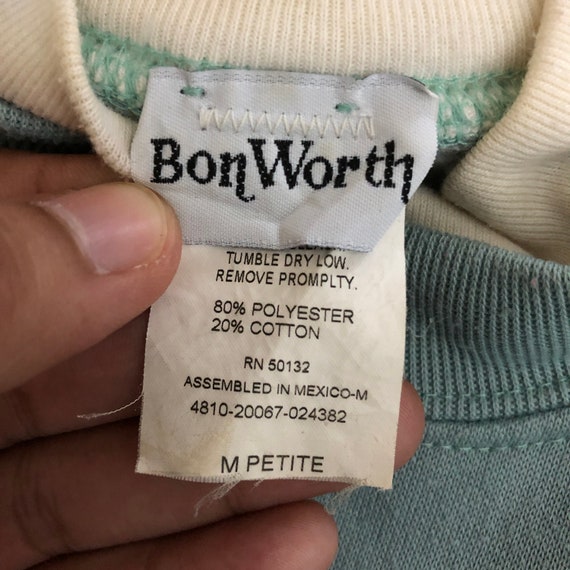 BonWorth
TUMBLE DRY LOW.
REMOVE PROMPLTY.
80% POLYESTER
20% COTTON
RN 50132
ASSEMBLED IN MEXICO-M
4810-20067-024382
M PETITE